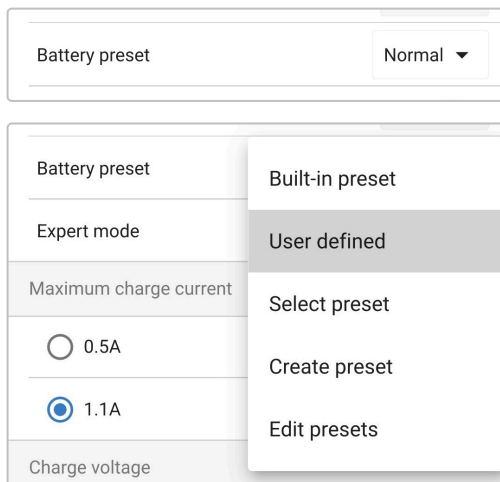 Battery preset Normal
Battery preset
Built-in preset
Expert mode
User defined
Maximum charge current
Select preset
0.5A
Create preset
1.1A
Edit presets
Charge voltage